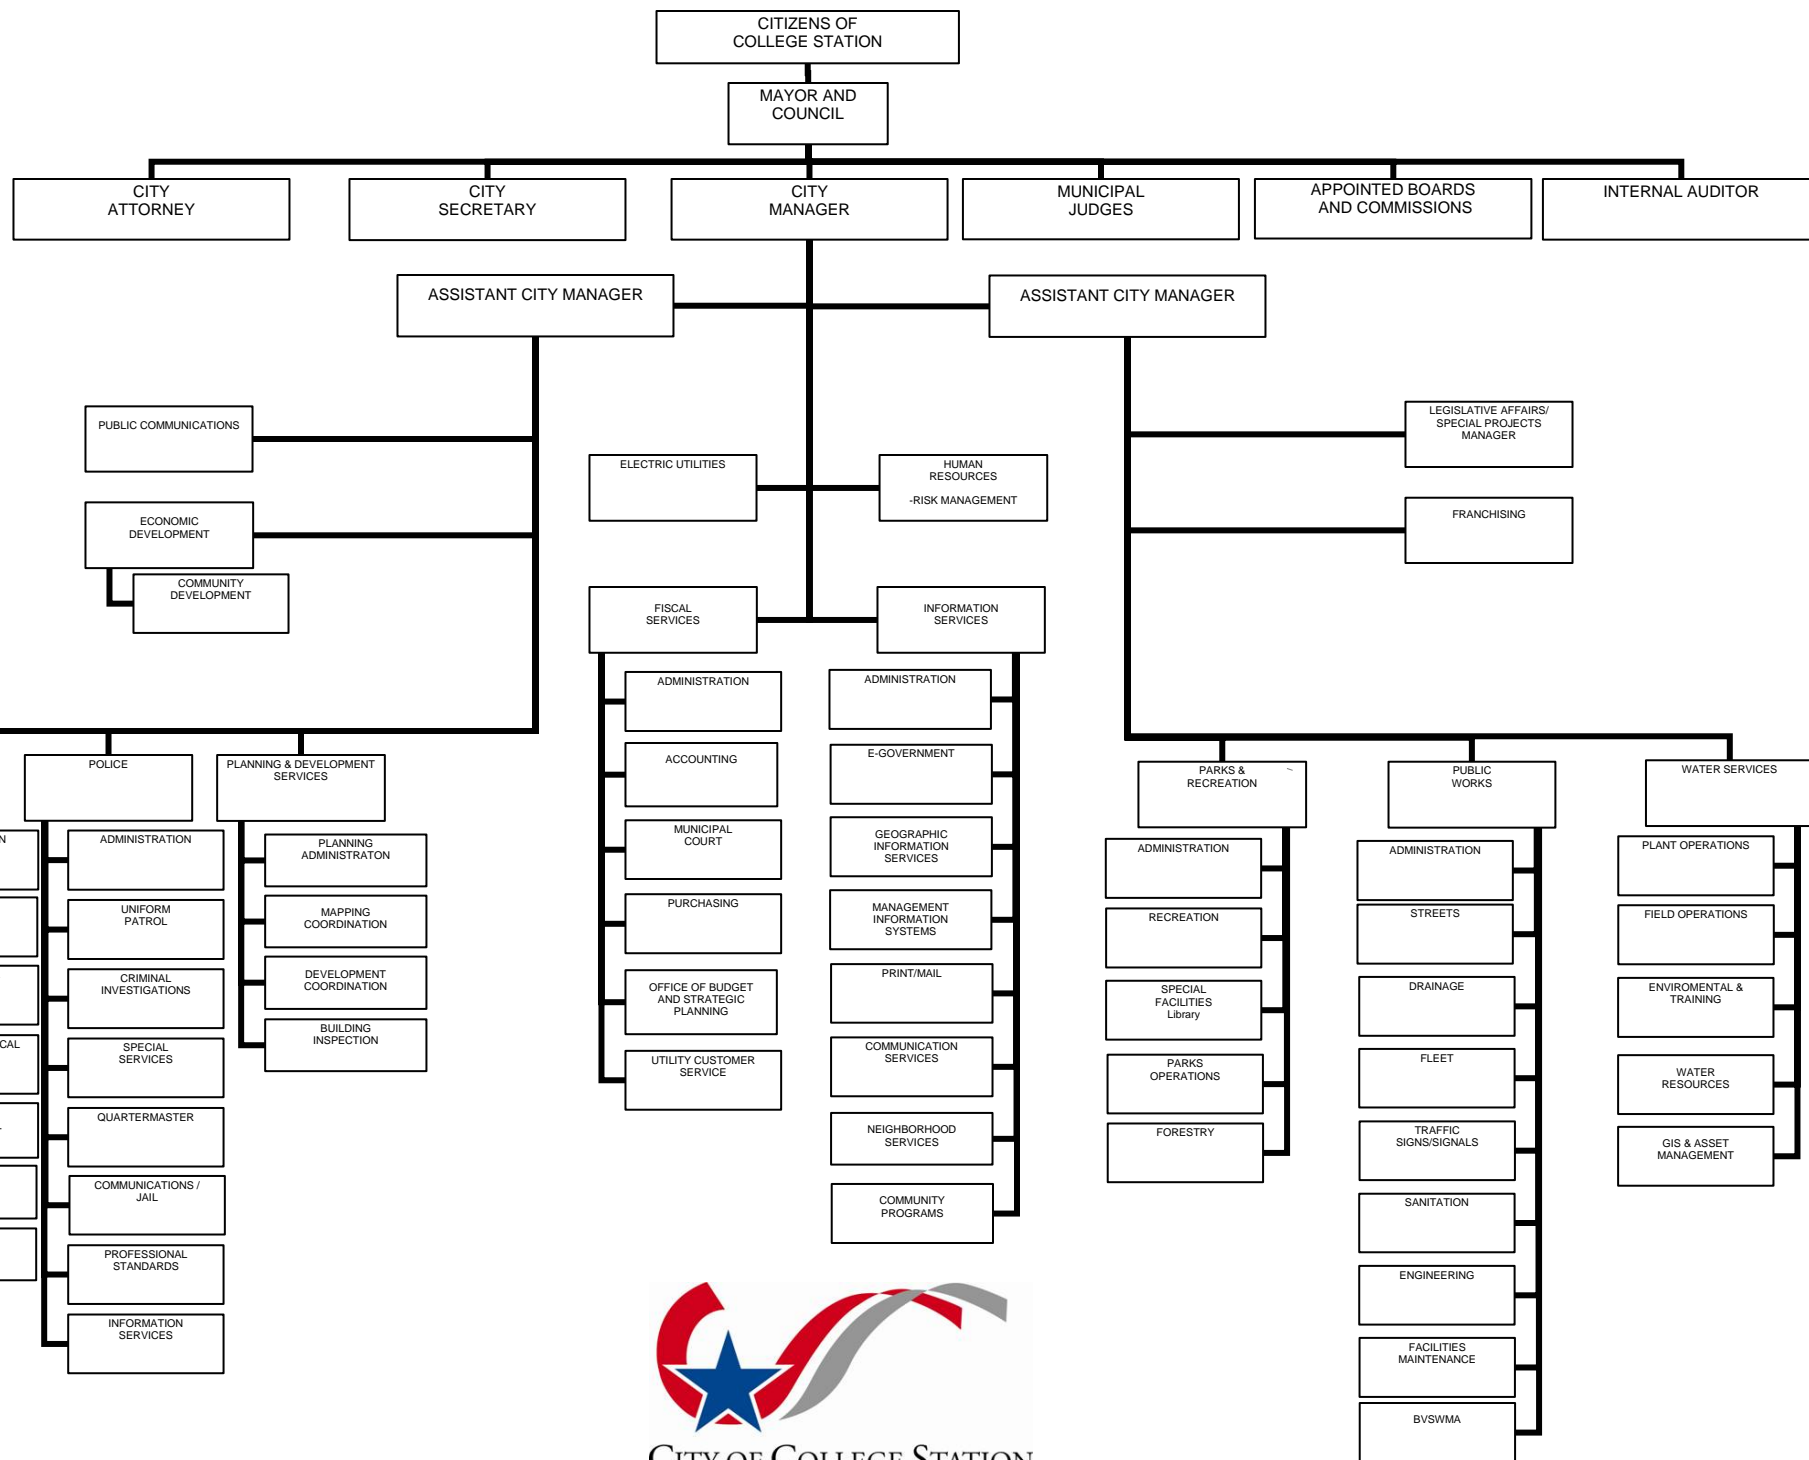 CITIZENS OF
COLLEGE STATION
MAYOR AND
COUNCIL
CITY
ATTORNEY
CITY
SECRETARY
CITY
MANAGER
MUNICIPAL
JUDGES
APPOINTED BOARDS
AND COMMISSIONS
INTERNAL AUDITOR
ASSISTANT CITY MANAGER
ASSISTANT CITY MANAGER
PUBLIC COMMUNICATIONS
ECONOMIC
DEVELOPMENT
COMMUNITY
DEVELOPMENT
ELECTRIC UTILITIES
HUMAN
RESOURCES
-RISK MANAGEMENT
LEGISLATIVE AFFAIRS/
SPECIAL PROJECTS
MANAGER
FRANCHISING
FISCAL
SERVICES
ADMINISTRATION
ACCOUNTING
MUNICIPAL
COURT
PURCHASING
OFFICE OF BUDGET
AND STRATEGIC
PLANNING
UTILITY CUSTOMER
SERVICE
INFORMATION
SERVICES
ADMINISTRATION
E-GOVERNMENT
GEOGRAPHIC
INFORMATION
SERVICES
MANAGEMENT
INFORMATION
SYSTEMS
PRINT/MAIL
COMMUNICATION
SERVICES
NEIGHBORHOOD
SERVICES
COMMUNITY
PROGRAMS
N
CAL
POLICE
ADMINISTRATION
UNIFORM
PATROL
CRIMINAL
INVESTIGATIONS
SPECIAL
SERVICES
QUARTERMASTER
COMMUNICATIONS /
JAIL
PROFESSIONAL
STANDARDS
INFORMATION
SERVICES
PLANNING & DEVELOPMENT
SERVICES
PLANNING
ADMINISTRATON
MAPPING
COORDINATION
DEVELOPMENT
COORDINATION
BUILDING
INSPECTION
PARKS &
RECREATION
ADMINISTRATION
RECREATION
SPECIAL
FACILITIES
Library
PARKS
OPERATIONS
FORESTRY
PUBLIC
WORKS
ADMINISTRATION
STREETS
DRAINAGE
FLEET
TRAFFIC
SIGNS/SIGNALS
SANITATION
ENGINEERING
FACILITIES
MAINTENANCE
BVSWMA
WATER SERVICES
PLANT OPERATIONS
FIELD OPERATIONS
ENVIROMENTAL &
TRAINING
WATER
RESOURCES
GIS & ASSET
MANAGEMENT
CITY OF COLLEGE STATION